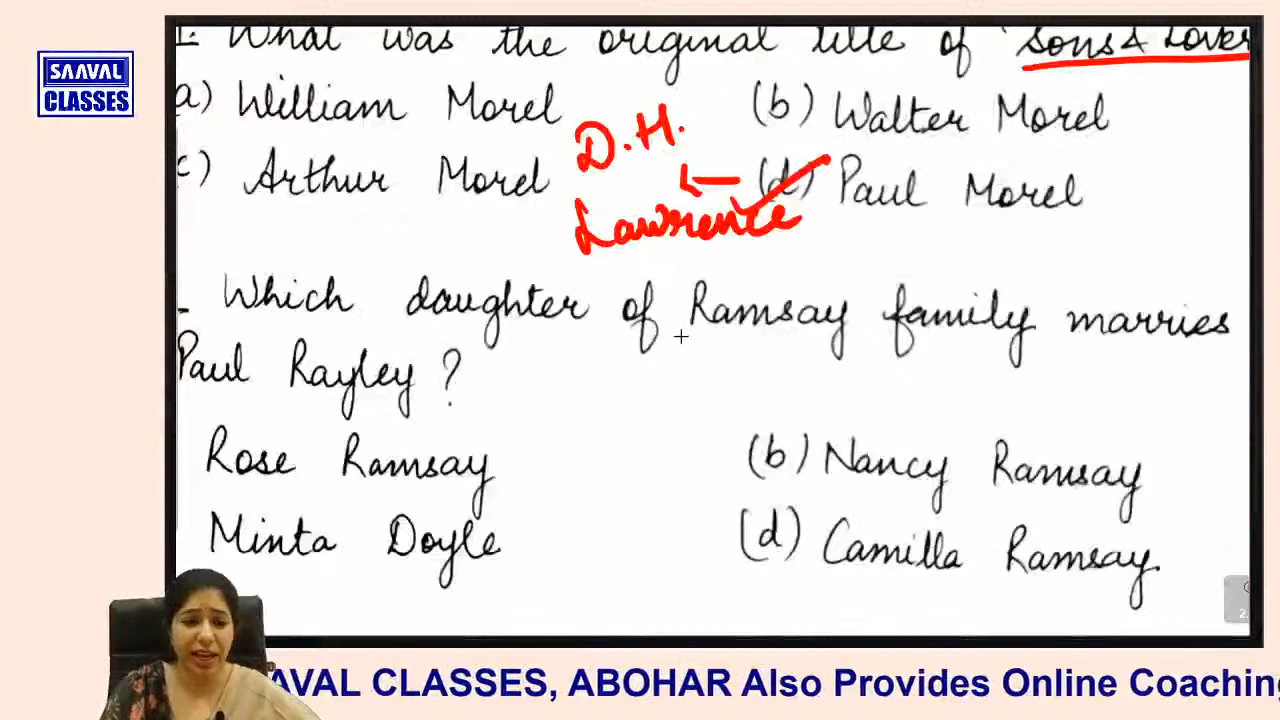 SAAVAL
CLASSES
1. What was the original title of "Sons & Lover
a) William Morel (b) Walter Morel
D.H.
c) Arthur Morel (d) Paul Morel
Lawrence
- Which daughter of Ramsay family marries
Paul Rayley ?
Rose Ramsay (b) Nancy Ramsay
Minta Doyle (d) Camilla Ramsay.
AVAL CLASSES, ABOHAR Also Provides Online Coaching